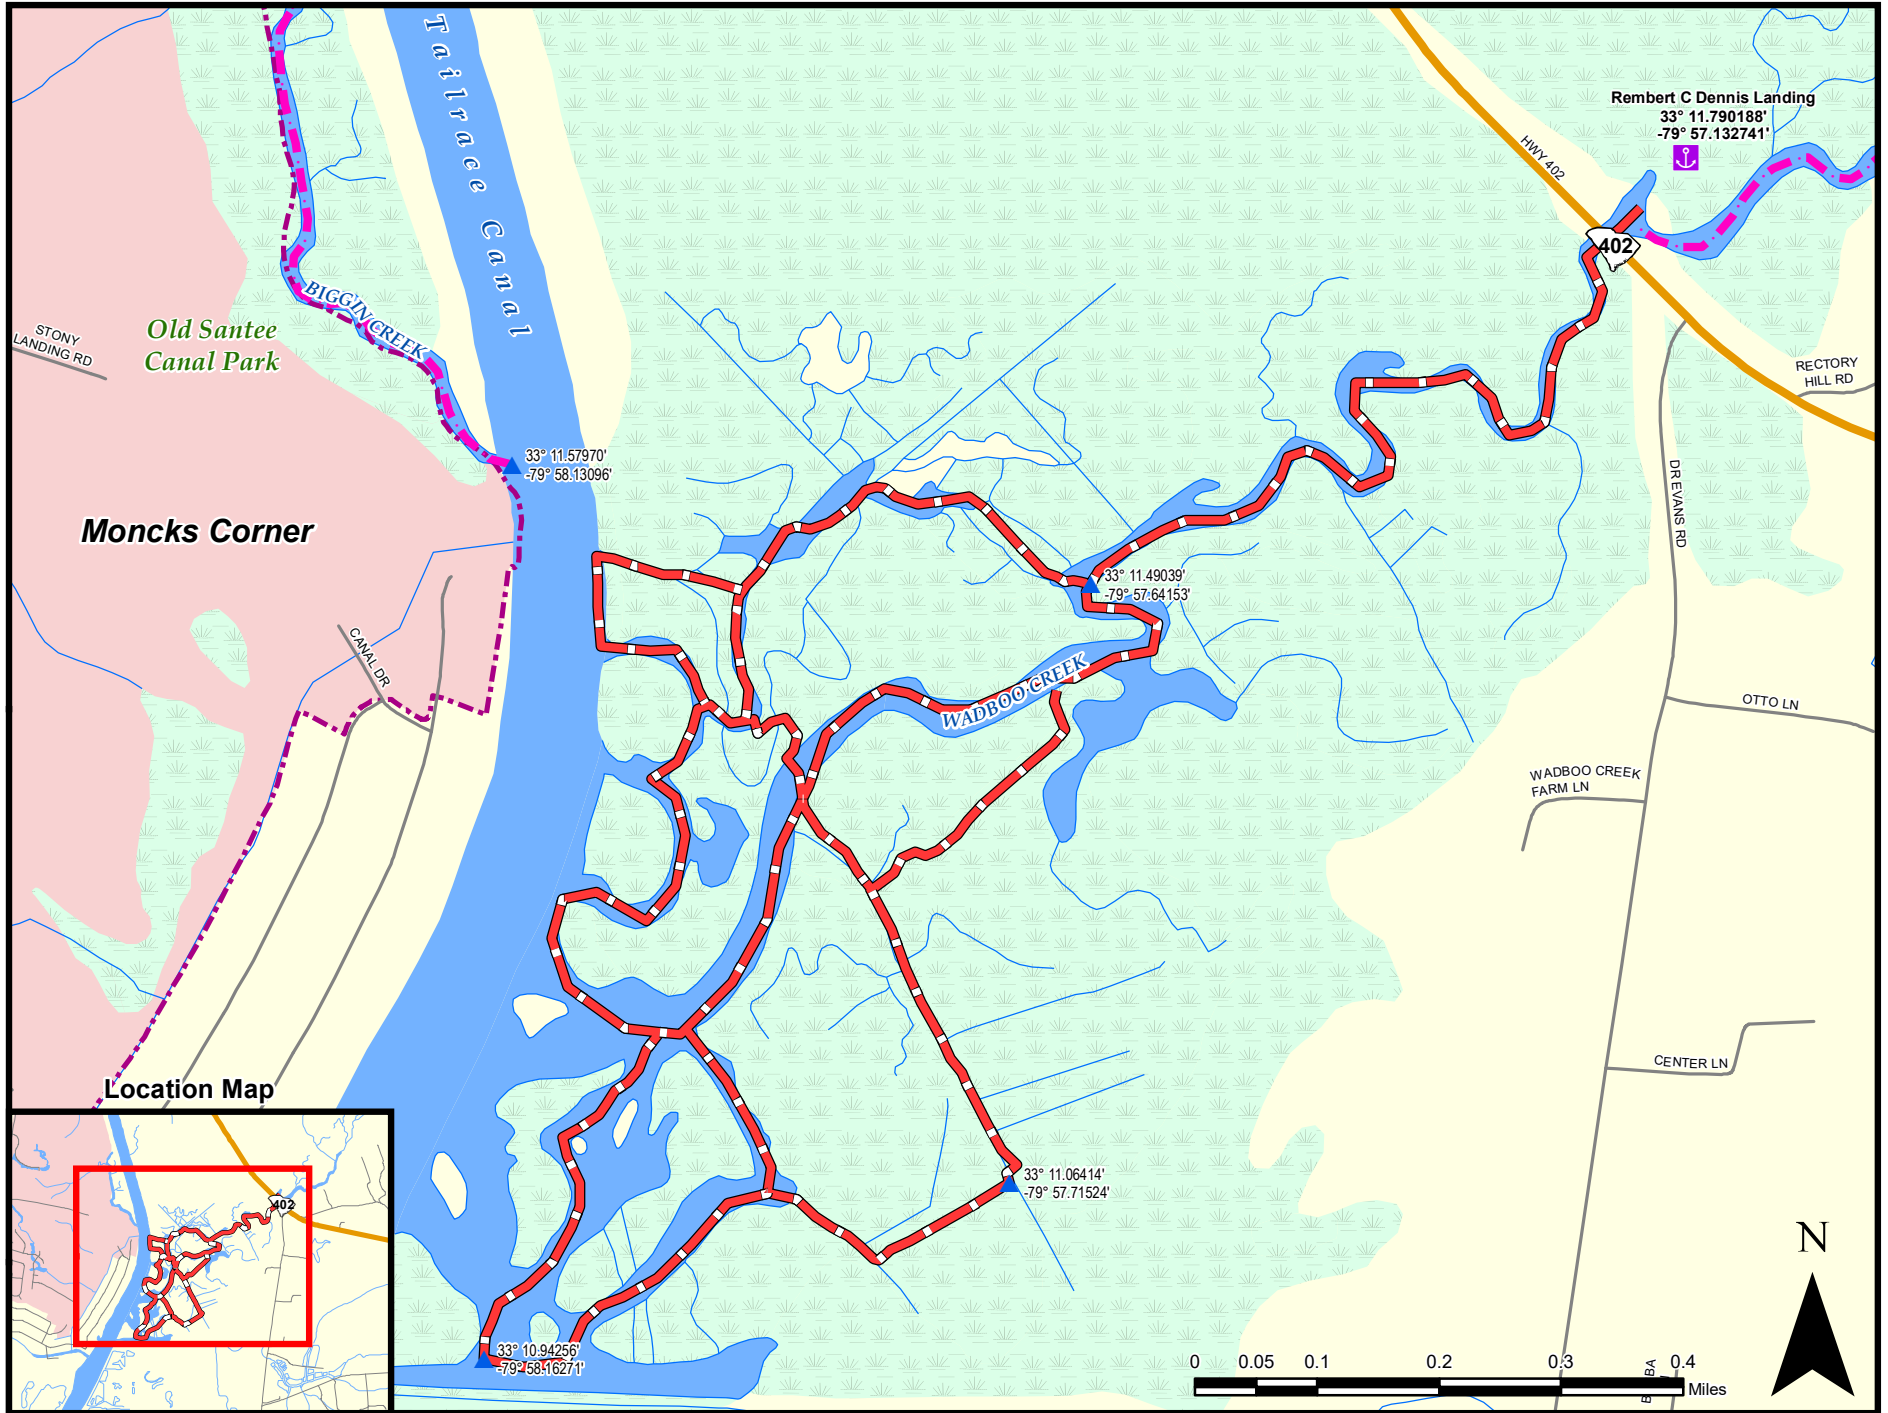 Tailrace Canal
Rembert C Dennis Landing
33° 11.790188'
-79° 57.132741'
HWY 402
402
BIGGIN CREEK
Old Santee
Canal Park
STONY
LANDING RD
RECTORY
HILL RD
33° 11.57970'
-79° 58.13096'
DR EVANS RD
Moncks Corner
33° 11.49039'
-79° 57.64153'
CANAL DR
WADBOO CREEK
OTTO LN
WADBOO CREEK
FARM LN
CENTER LN
Location Map
402
33° 11.06414'
-79° 57.71524'
N
33° 10.94256'
-79° 58.16271'
0 0.05 0.1 0.2 0.3 0.4
Miles